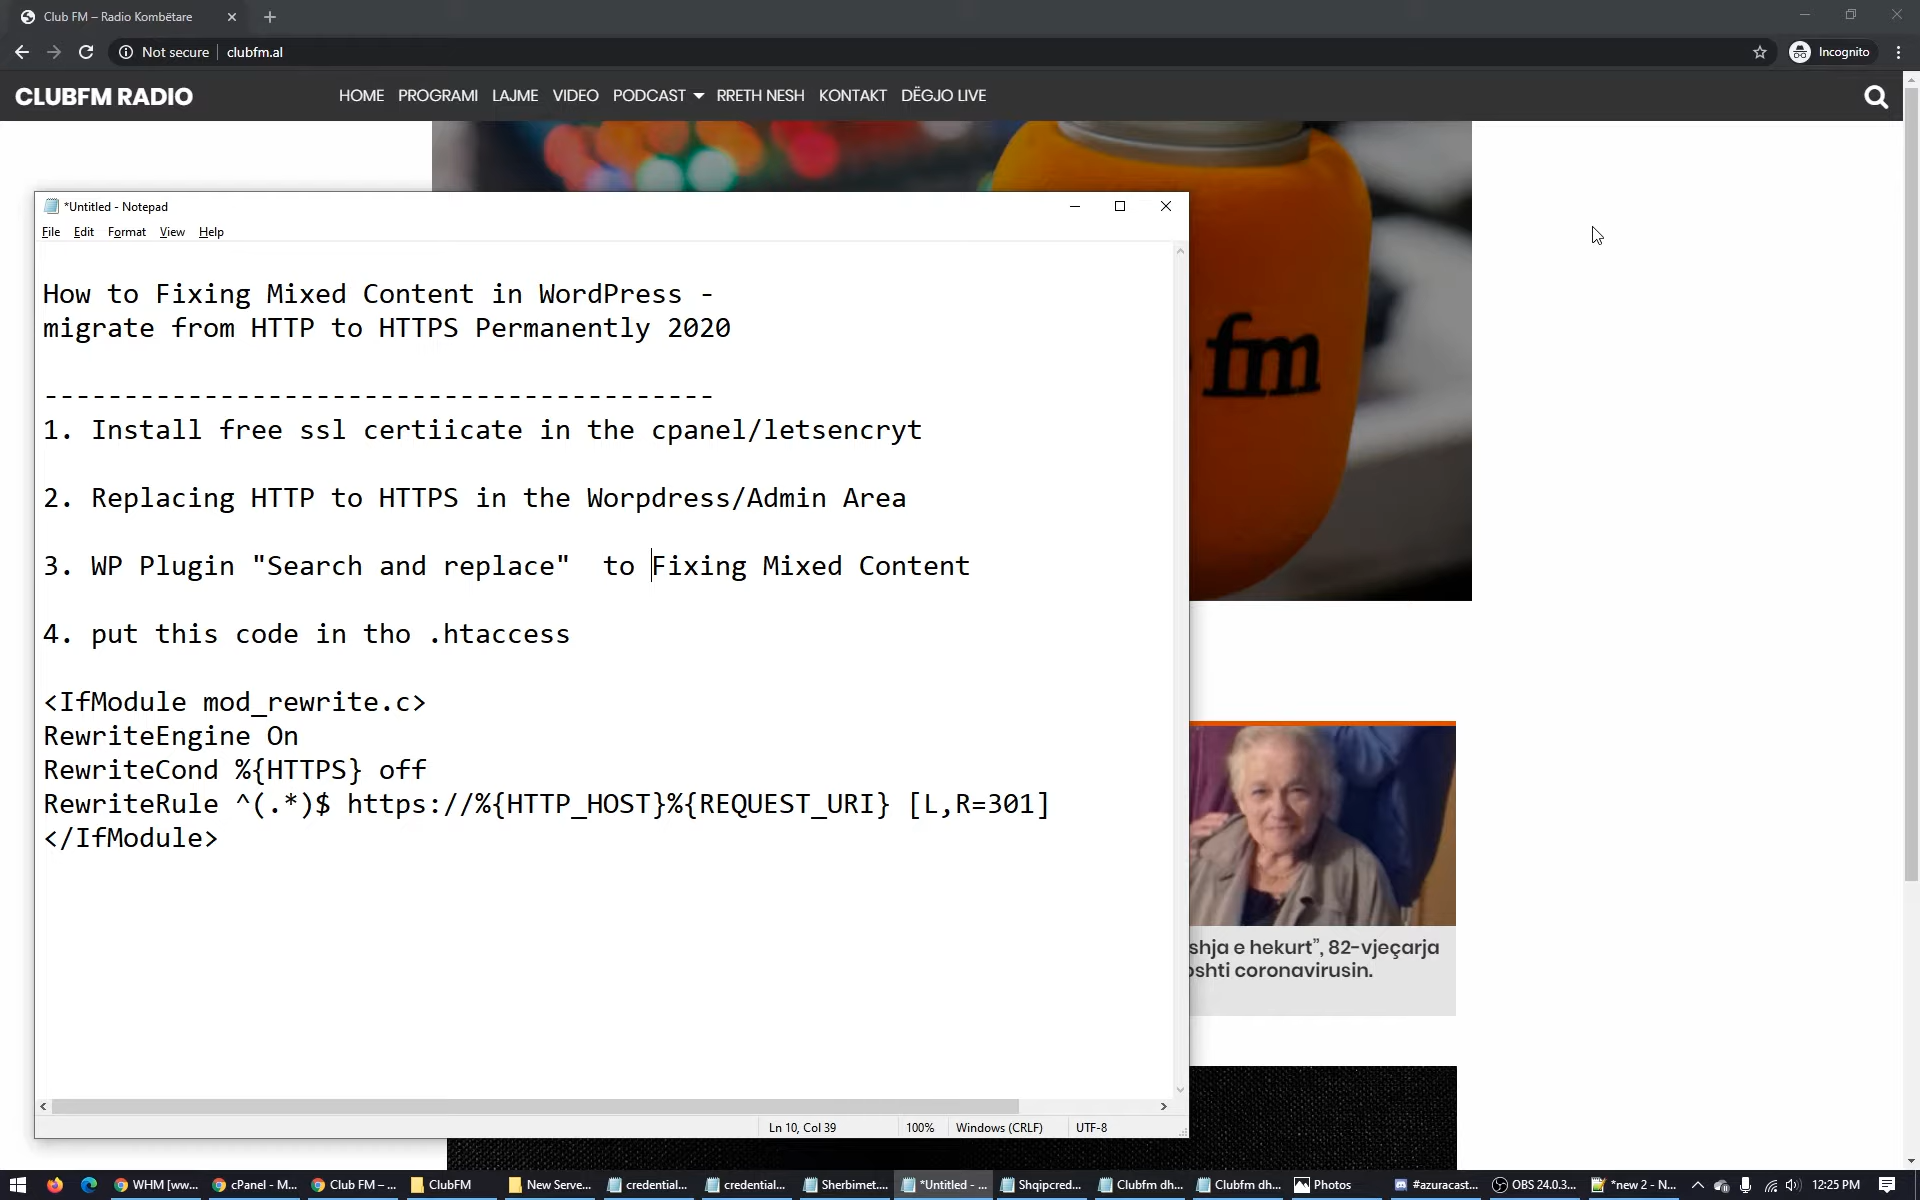 Club FM – Radio Kombëtare
Not secure
clubfm.al
Incognito
CLUBFM RADIO
HOME PROGRAMI LAJME VIDEO PODCAST RRETH NESH KONTAKT DËGJO LIVE
fm
*Untitled - Notepad
File Edit Format View Help
How to Fixing Mixed Content in WordPress -
migrate from HTTP to HTTPS Permanently 2020
------------------------------------------
1. Install free ssl certiicate in the cpanel/letsencryt
2. Replacing HTTP to HTTPS in the Worpdress/Admin Area
3. WP Plugin "Search and replace"  to Fixing Mixed Content
4. put this code in tho .htaccess
<IfModule mod_rewrite.c>
RewriteEngine On
RewriteCond %{HTTPS} off
RewriteRule ^(.*)$ https://%{HTTP_HOST}%{REQUEST_URI} [L,R=301]
</IfModule>
shja e hekurt”, 82-vjeçarja
oshti coronavirusin.
Ln 10, Col 39 100% Windows (CRLF) UTF-8
WHM [ww... cPanel - M... Club FM – ... ClubFM New Serve... credential... credential... Sherbimet... *Untitled - ... Shqipcred... Clubfm dh... Clubfm dh... Photos #azuracast... OBS 24.0.3... *new 2 - N... 12:25 PM